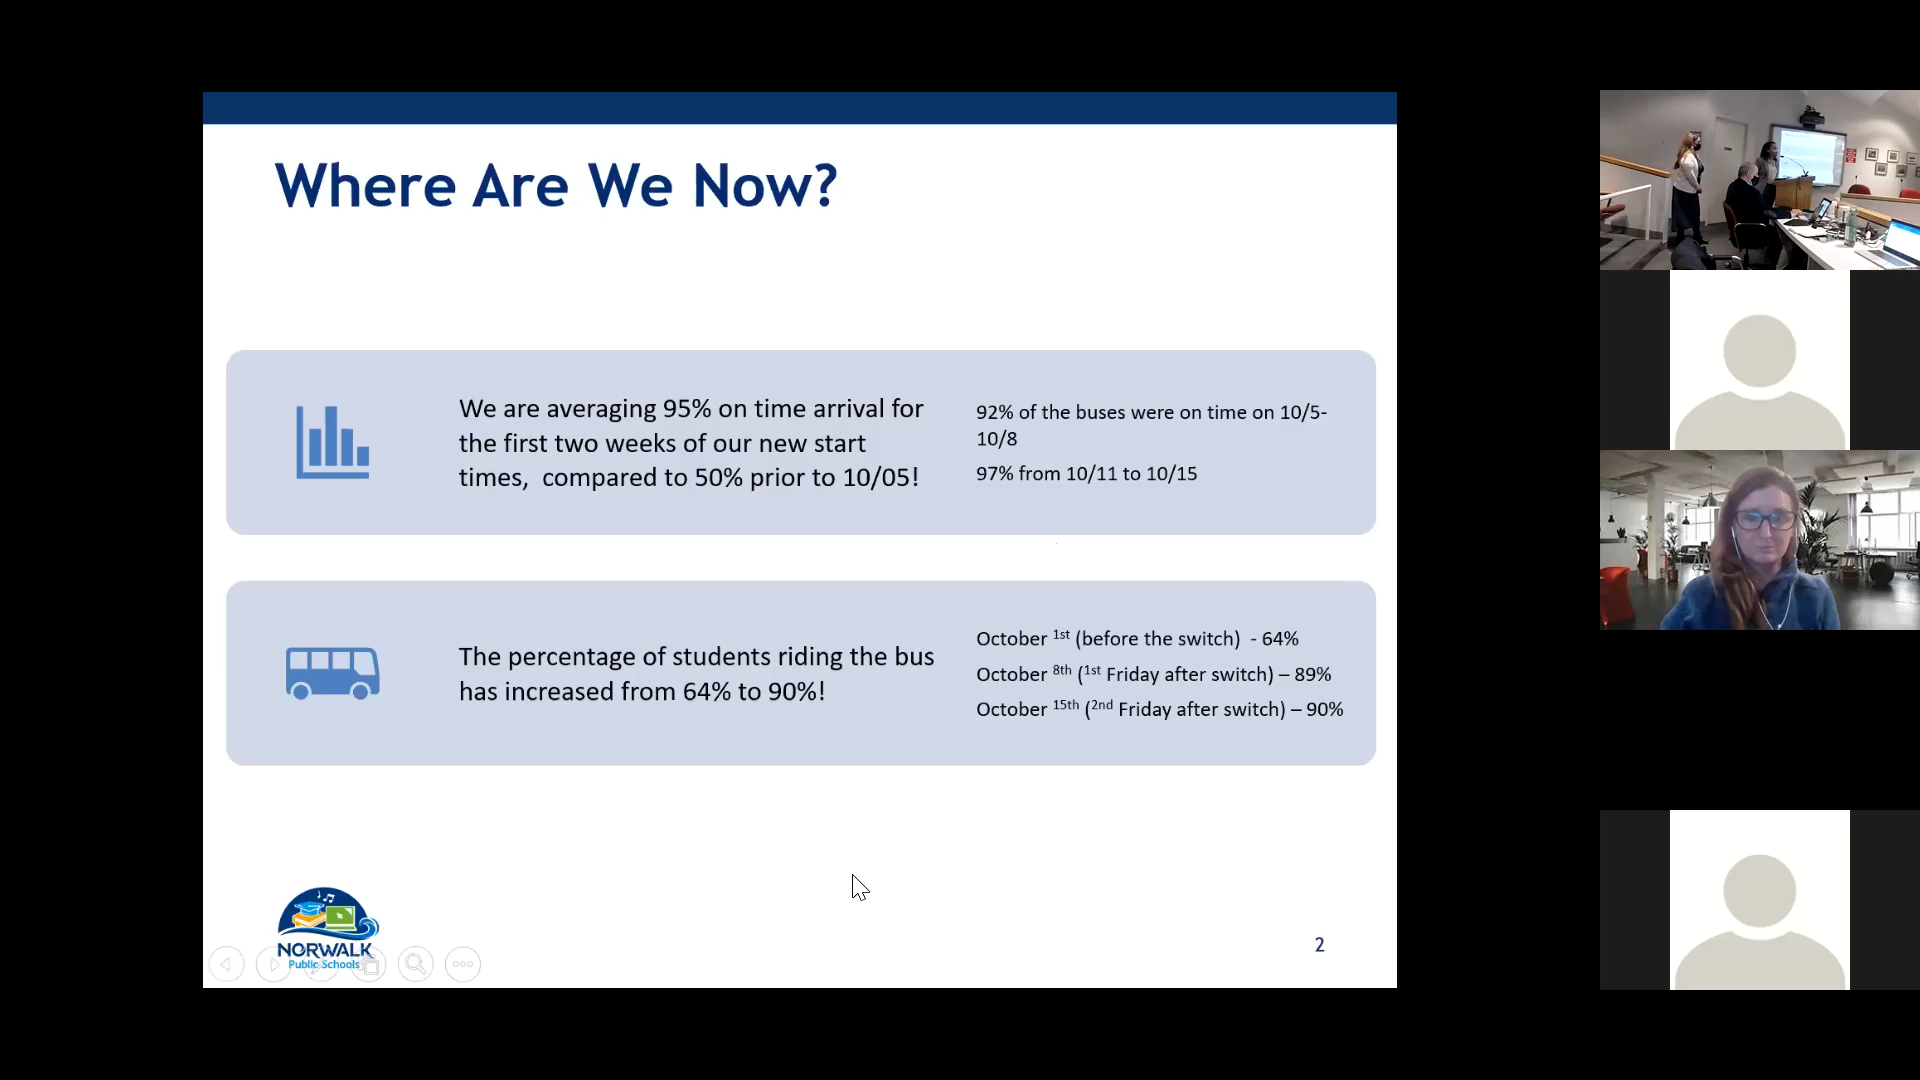 Where Are We Now?
We are averaging 95% on time arrival for
the first two weeks of our new start
times,  compared to 50% prior to 10/05!
92% of the buses were on time on 10/5-
10/8
97% from 10/11 to 10/15
The percentage of students riding the bus
has increased from 64% to 90%!
October 1st (before the switch)  - 64%
October 8th (1st Friday after switch) – 89%
October 15th (2nd Friday after switch) – 90%
NORWALK
Public Schools
2